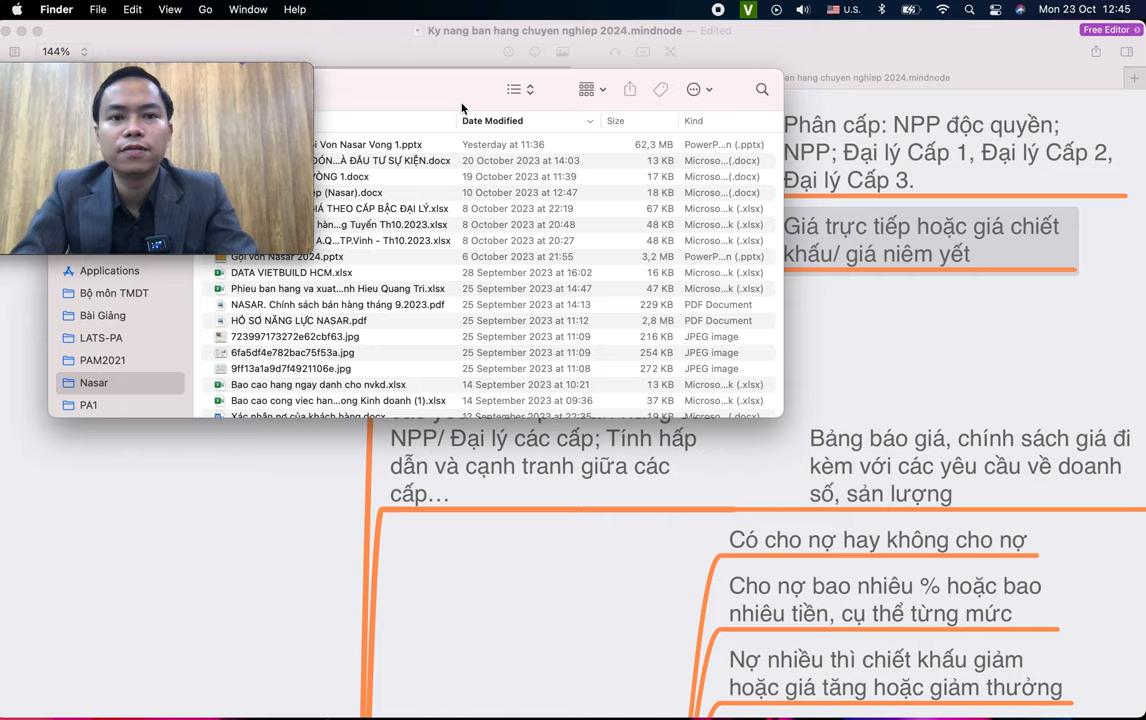 Finder File Edit View Go Window Help V U.S. Mon 23 Oct 12:45
Ky nang ban hang chuyen nghiep 2024.mindnode — Edited
Free Editor
144%
an hang chuyen nghiep 2024.mindnode
Date Modified Size Kind
i Von Nasar Vong 1.pptx Yesterday at 11:36 62,3 MB PowerP...n (.pptx)
ĐÓN...À ĐẦU TƯ SỰ KIỆN.docx 20 October 2023 at 14:03 13 KB Microso...(.docx)
VÒNG 1.docx 19 October 2023 at 11:39 17 KB Microso...(.docx)
ệp (Nasar).docx 10 October 2023 at 12:47 18 KB Microso...(.docx)
IÁ THEO CẤP BẬC ĐẠI LÝ.xlsx 8 October 2023 at 22:19 67 KB Microso...k (.xlsx)
hàn...g Tuyến Th10.2023.xlsx 8 October 2023 at 20:48 48 KB Microso...k (.xlsx)
A.Q...TP.Vinh - Th10.2023.xlsx 8 October 2023 at 20:27 48 KB Microso...k (.xlsx)
Gọi vốn Nasar 2024.pptx 6 October 2023 at 21:55 3,2 MB PowerP...n (.pptx)
DATA VIETBUILD HCM.xlsx 28 September 2023 at 16:02 16 KB Microso...k (.xlsx)
Phieu ban hang va xuat...nh Hieu Quang Tri.xlsx 25 September 2023 at 14:47 47 KB Microso...k (.xlsx)
NASAR. Chính sách bán hàng tháng 9.2023.pdf 25 September 2023 at 14:13 229 KB PDF Document
HỒ SƠ NĂNG LỰC NASAR.pdf 25 September 2023 at 11:12 2,8 MB PDF Document
723997173272e62cbf63.jpg 25 September 2023 at 11:09 216 KB JPEG image
6fa5df4e782bac75f53a.jpg 25 September 2023 at 11:09 254 KB JPEG image
9ff13a1a9d7f4921106e.jpg 25 September 2023 at 11:08 272 KB JPEG image
Bao cao hang ngay danh cho nvkd.xlsx 14 September 2023 at 10:21 13 KB Microso...k (.xlsx)
Bao cao cong viec han...ong Kinh doanh (1).xlsx 14 September 2023 at 09:36 37 KB Microso...k (.xlsx)
Xác nhận nợ của khách hàng.docx 12 September 2023 at 22:35 19 KB Microso...(.docx)
Applications
Bộ môn TMDT
Bài Giảng
LATS-PA
PAM2021
Nasar
PA1
Phân cấp: NPP độc quyền;
NPP; Đại lý Cấp 1, Đại lý Cấp 2,
Đại lý Cấp 3.
Giá trực tiếp hoặc giá chiết
khấu/ giá niêm yết
NPP/ Đại lý các cấp; Tính hấp
dẫn và cạnh tranh giữa các
cấp...
Bảng báo giá, chính sách giá đi
kèm với các yêu cầu về doanh
số, sản lượng
Có cho nợ hay không cho nợ
Cho nợ bao nhiêu % hoặc bao
nhiêu tiền, cụ thể từng mức
Nợ nhiều thì chiết khấu giảm
hoặc giá tăng hoặc giảm thưởng